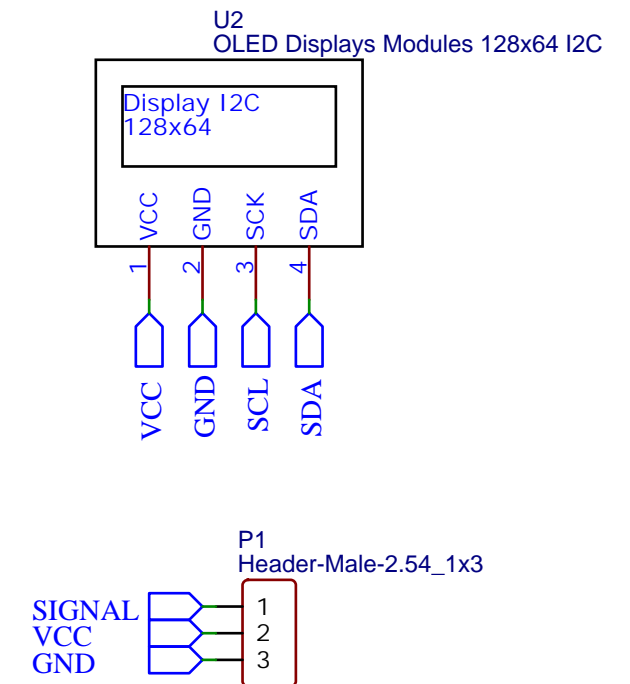 U2
OLED Displays Modules 128x64 I2C
Display I2C
128x64
VCC GND SCK SDA
1 2 3 4
VCC GND SCL SDA
P1
Header-Male-2.54_1x3
SIGNAL 1
VCC 2
GND 3